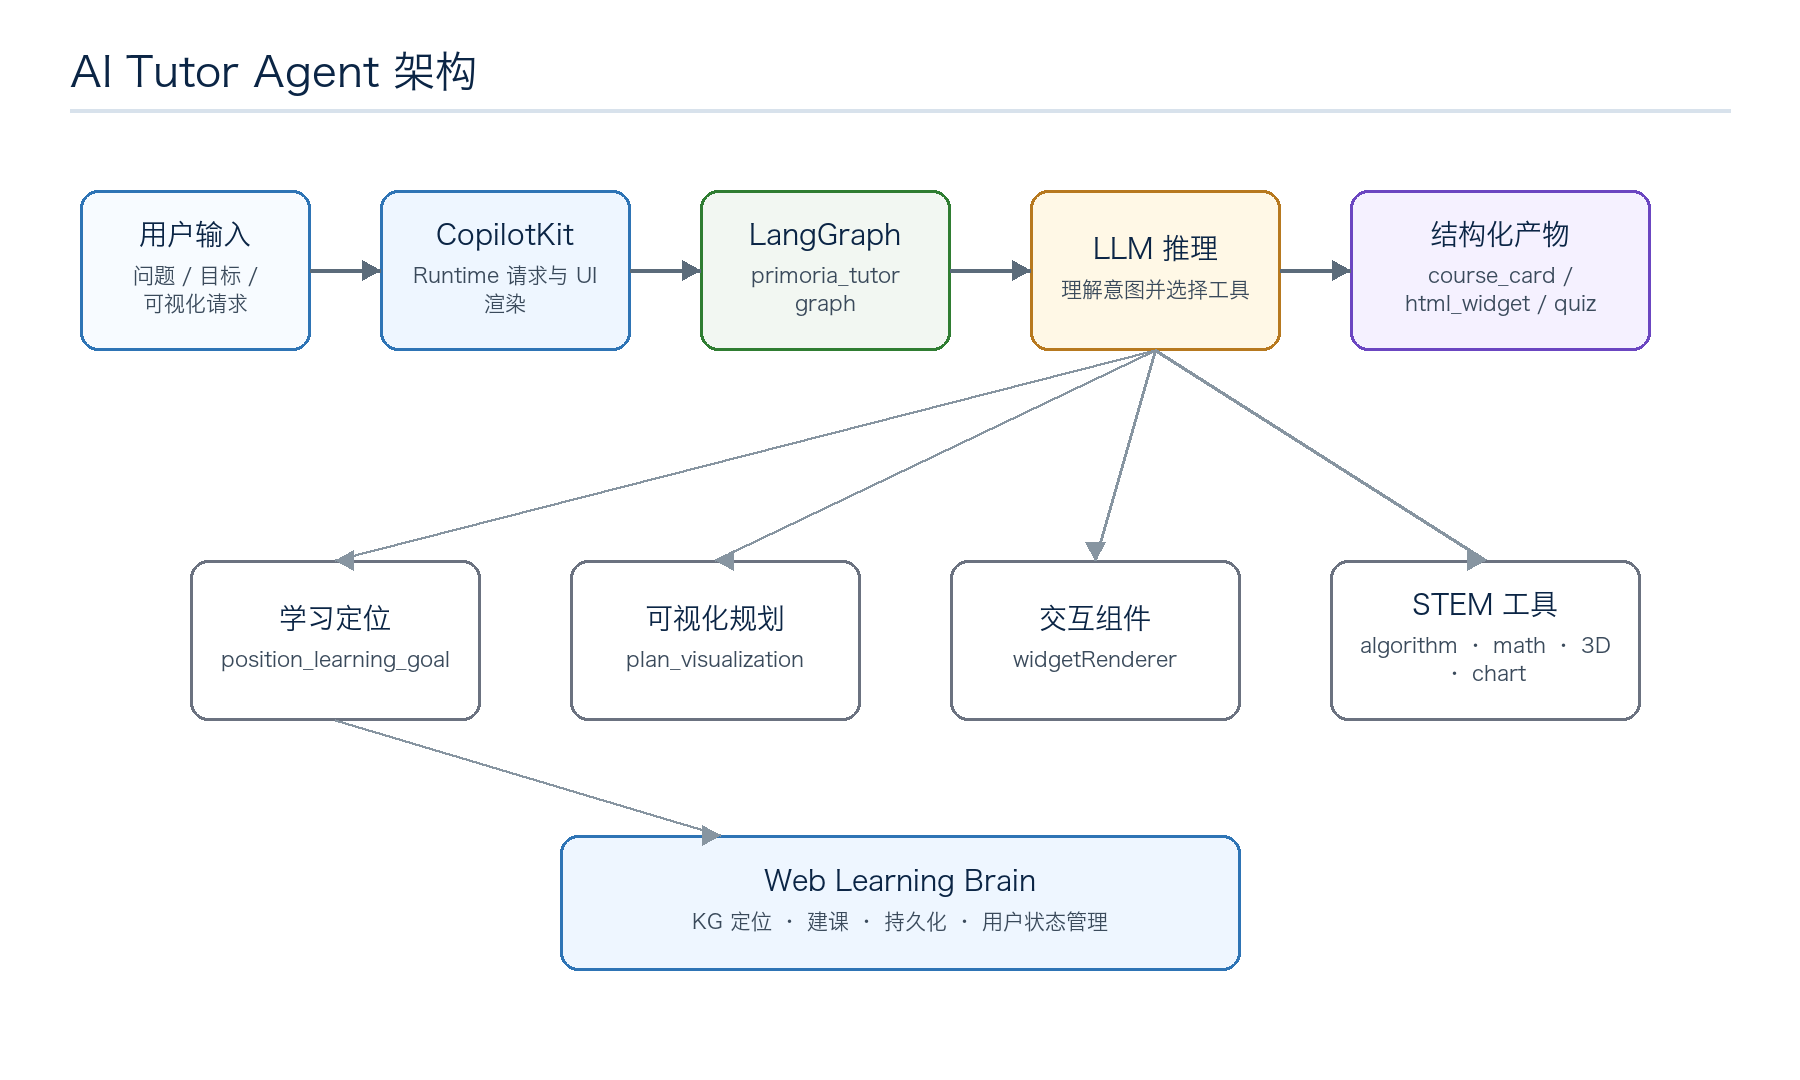 AI Tutor Agent 架构
用户输入
问题 / 目标 /
可视化请求
CopilotKit
Runtime 请求与 UI
渲染
LangGraph
primoria_tutor
graph
LLM 推理
理解意图并选择工具
结构化产物
course_card /
html_widget / quiz
学习定位
position_learning_goal
可视化规划
plan_visualization
交互组件
widgetRenderer
STEM 工具
algorithm · math · 3D
· chart
Web Learning Brain
KG 定位 · 建课 · 持久化 · 用户状态管理